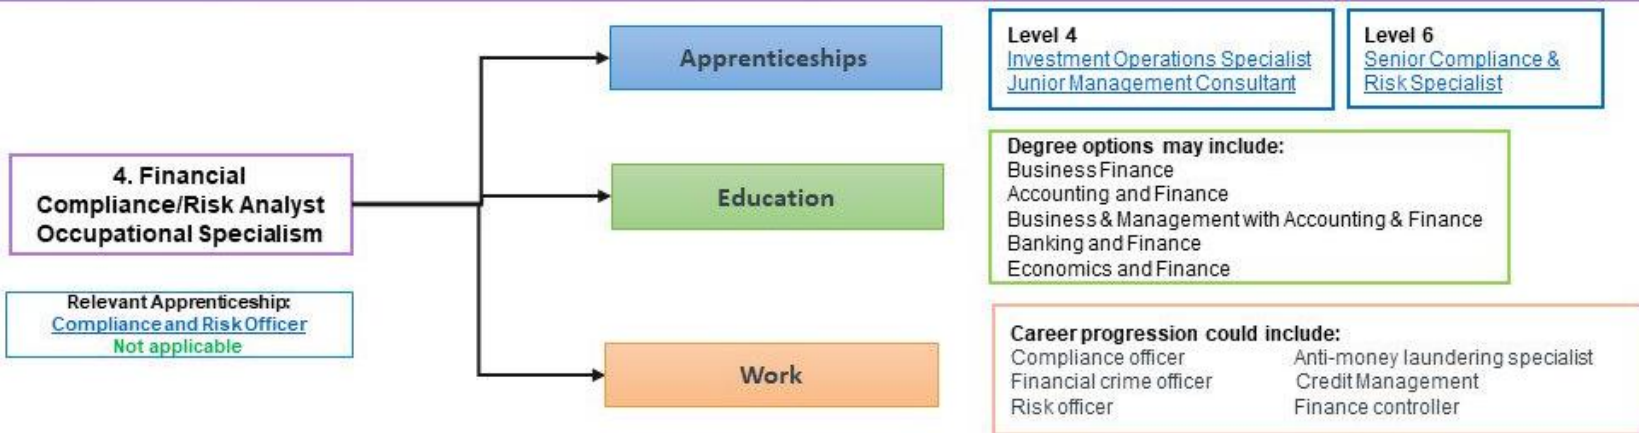 4. Financial
Compliance/Risk Analyst
Occupational Specialism
Relevant Apprenticeship:
Compliance and Risk Officer
Not applicable
Apprenticeships
Level 4
Investment Operations Specialist
Junior Management Consultant
Level 6
Senior Compliance &
Risk Specialist
Education
Degree options may include:
Business Finance
Accounting and Finance
Business & Management with Accounting & Finance
Banking and Finance
Economics and Finance
Work
Career progression could include:
Compliance officer Anti-money laundering specialist
Financial crime officer Credit Management
Risk officer Finance controller